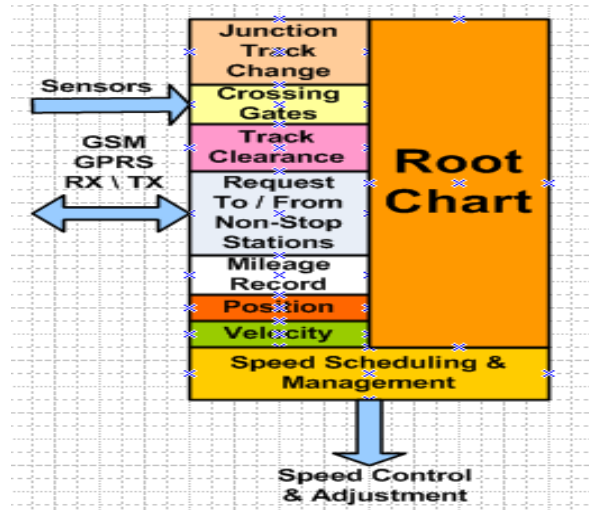 Junction
Track
Change
Sensors
Crossing
Gates
GSM
GPRS
RX \ TX
Track
Clearance
Root
Chart
Request
To / From
Non-Stop
Stations
Mileage
Record
Position
Velocity
Speed Scheduling &
Management
Speed Control
& Adjustment